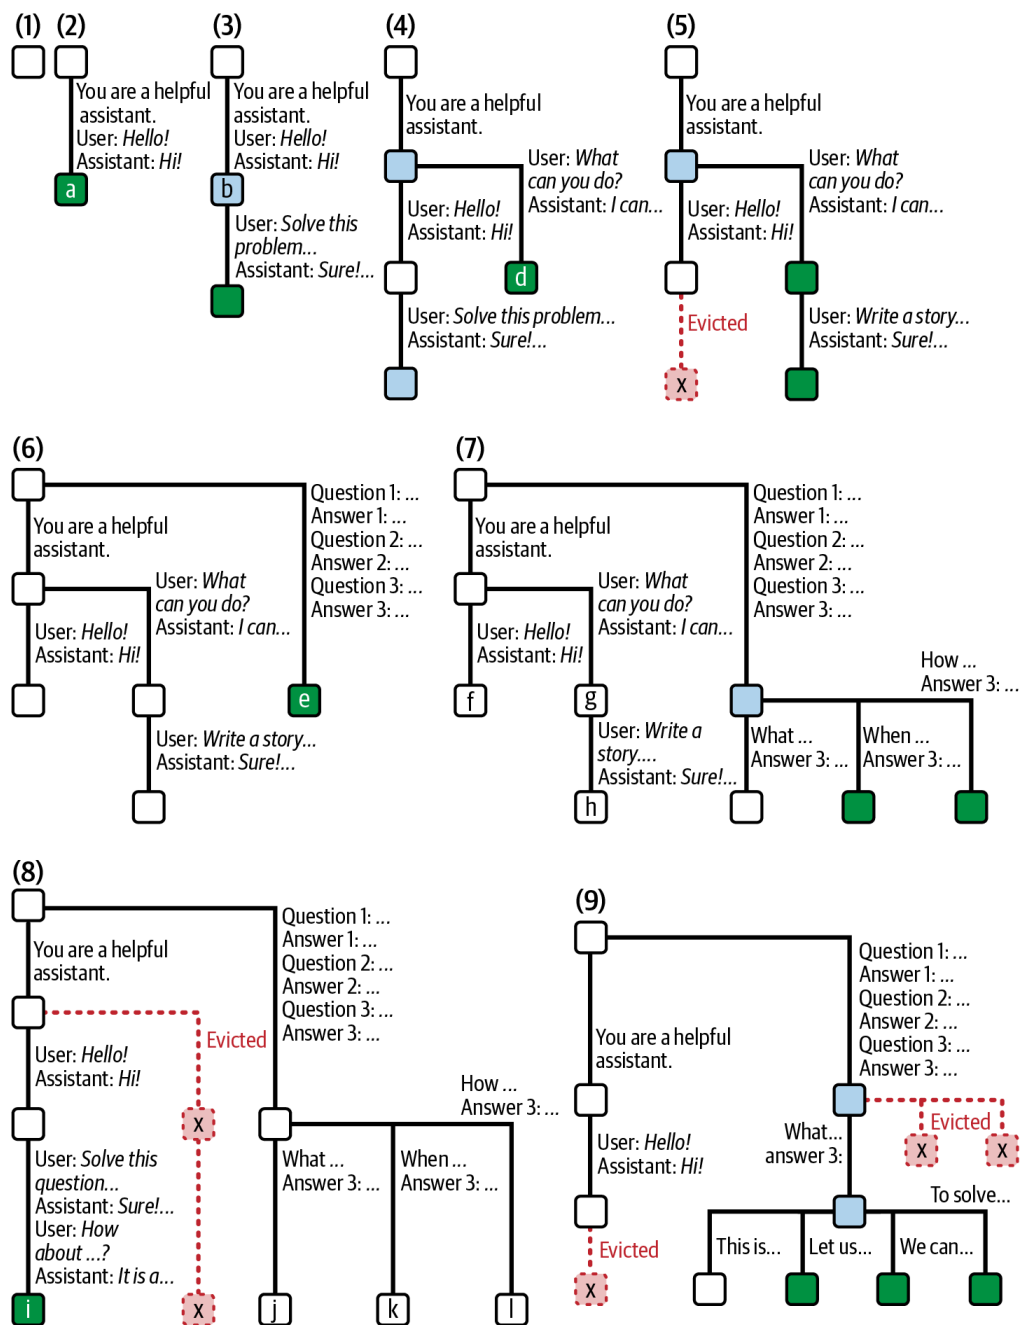 (1)
(2)
You are a helpful
assistant.
User: Hello!
Assistant: Hi!
a
(3)
You are a helpful
assistant.
User: Hello!
Assistant: Hi!
b
User: Solve this
problem...
Assistant: Sure!...
(4)
You are a helpful
assistant.
User: What
can you do?
Assistant: I can...
User: Hello!
Assistant: Hi!
d
User: Solve this problem...
Assistant: Sure!...
(5)
You are a helpful
assistant.
User: What
can you do?
Assistant: I can...
User: Hello!
Assistant: Hi!
Evicted
x
User: Write a story...
Assistant: Sure!...
(6)
You are a helpful
assistant.
Question 1: ...
Answer 1: ...
Question 2: ...
Answer 2: ...
Question 3: ...
Answer 3: ...
User: What
can you do?
Assistant: I can...
User: Hello!
Assistant: Hi!
e
User: Write a story...
Assistant: Sure!...
(7)
You are a helpful
assistant.
Question 1: ...
Answer 1: ...
Question 2: ...
Answer 2: ...
Question 3: ...
Answer 3: ...
User: What
can you do?
Assistant: I can...
User: Hello!
Assistant: Hi!
f
g
User: Write a
story....
Assistant: Sure!...
h
How ...
Answer 3: ...
What ...
Answer 3: ...
When ...
Answer 3: ...
(8)
You are a helpful
assistant.
Question 1: ...
Answer 1: ...
Question 2: ...
Answer 2: ...
Question 3: ...
Answer 3: ...
Evicted
User: Hello!
Assistant: Hi!
x
User: Solve this
question...
Assistant: Sure!...
User: How
about ...?
Assistant: It is a...
i
x
How ...
Answer 3: ...
What ...
Answer 3: ...
When ...
Answer 3: ...
j
k
l
(9)
You are a helpful
assistant.
Question 1: ...
Answer 1: ...
Question 2: ...
Answer 2: ...
Question 3: ...
Answer 3: ...
User: Hello!
Assistant: Hi!
Evicted
x
Evicted
x
x
What...
answer 3:
To solve...
This is...
Let us...
We can...